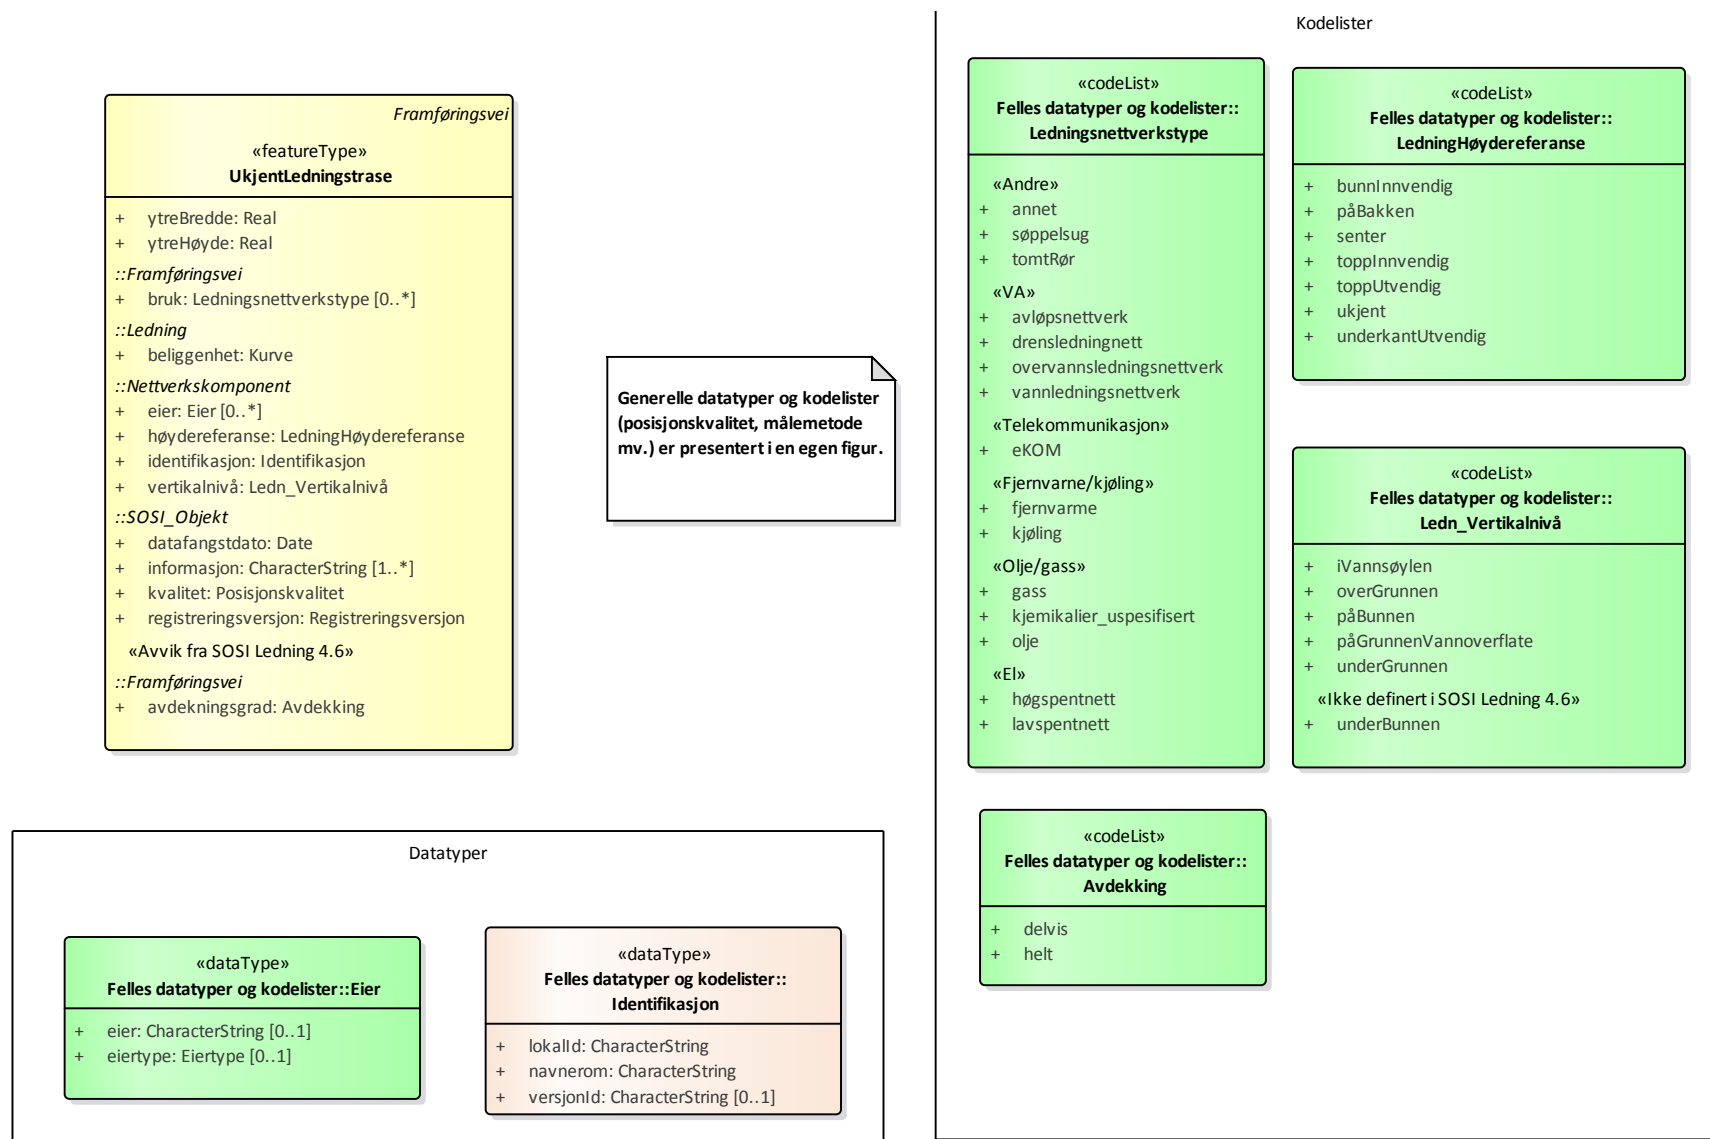 Framføringsvei
«featureType»
UkjentLedningstrase
+ ytreBredde: Real
+ ytreHøyde: Real
::Framføringsvei
+ bruk: Ledningsnettverkstype [0..*]
::Ledning
+ beliggenhet: Kurve
::Nettverkskomponent
+ eier: Eier [0..*]
+ høydereferanse: LedningHøydereferanse
+ identifikasjon: Identifikasjon
+ vertikalnivå: Ledn_Vertikalnivå
::SOSI_Objekt
+ datafangstdato: Date
+ informasjon: CharacterString [1..*]
+ kvalitet: Posisjonskvalitet
+ registreringsversjon: Registreringsversjon
«Avvik fra SOSI Ledning 4.6»
::Framføringsvei
+ avdekningsgrad: Avdekking
Generelle datatyper og kodelister
(posisjonskvalitet, målemetode
mv.) er presentert i en egen figur.
Datatyper
«dataType»
Felles datatyper og kodelister::Eier
+ eier: CharacterString [0..1]
+ eiertype: Eiertype [0..1]
«dataType»
Felles datatyper og kodelister::
Identifikasjon
+ lokalId: CharacterString
+ navnerom: CharacterString
+ versjonId: CharacterString [0..1]
Kodelister
«codeList»
Felles datatyper og kodelister::
Ledningsnettverkstype
«Andre»
+ annet
+ søppelsug
+ tomtRør
«VA»
+ avløpsnettverk
+ drensledningnett
+ overvannsledningsnettverk
+ vannledningsnettverk
«Telekommunikasjon»
+ eKOM
«Fjernvarne/kjøling»
+ fjernvarme
+ kjøling
«Olje/gass»
+ gass
+ kjemikalier_uspesifisert
+ olje
«El»
+ høgspentnett
+ lavspentnett
«codeList»
Felles datatyper og kodelister::
LedningHøydereferanse
+ bunnInnvendig
+ påBakken
+ senter
+ toppInnvendig
+ toppUtvendig
+ ukjent
+ underkantUtvendig
«codeList»
Felles datatyper og kodelister::
Ledn_Vertikalnivå
+ iVannsøylen
+ overGrunnen
+ påBunnen
+ påGrunnenVannoverflate
+ underGrunnen
«Ikke definert i SOSI Ledning 4.6»
+ underBunnen
«codeList»
Felles datatyper og kodelister::
Avdekking
+ delvis
+ helt